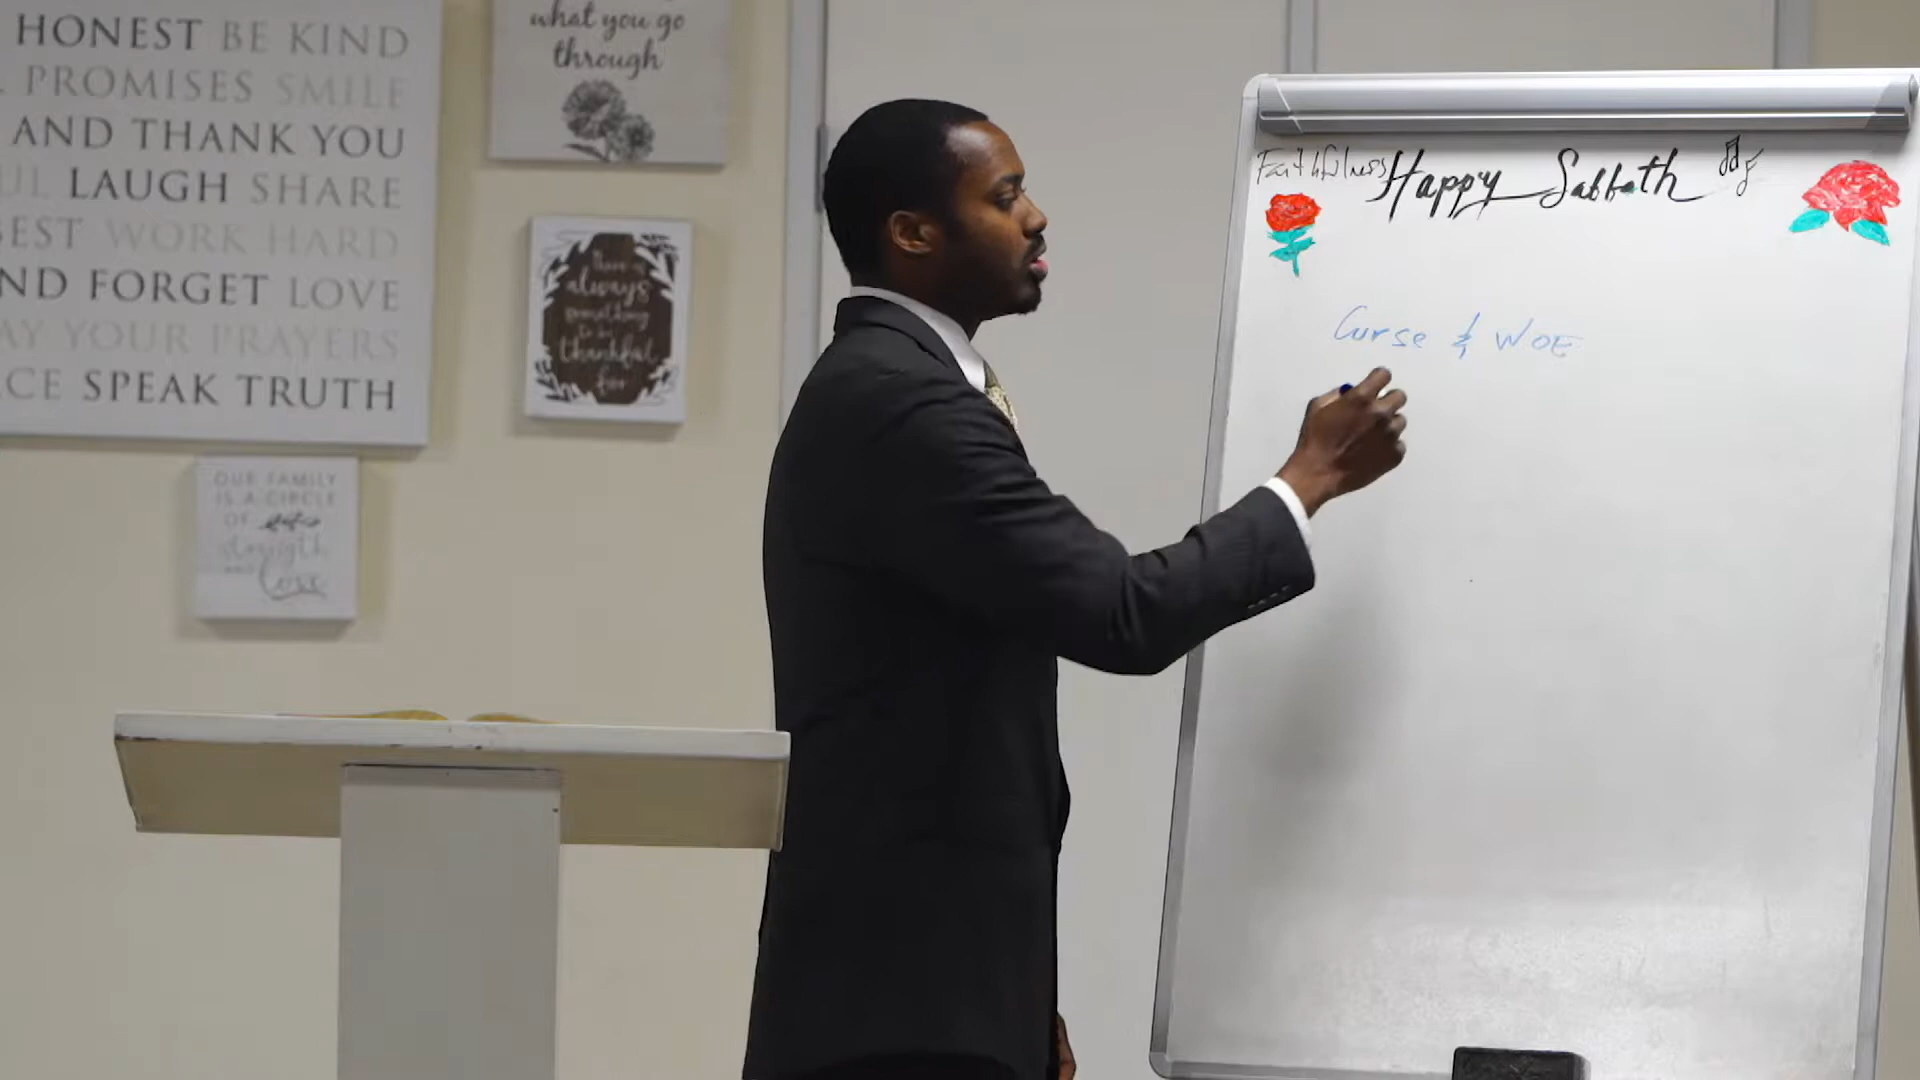 HONEST BE KIND
PROMISES SMILE
AND THANK YOU
LAUGH SHARE
BEST WORK HARD
ND FORGET LOVE
AY YOUR PRAYERS
CE SPEAK TRUTH
what you go
through
There is
always
something
to be
thankful
for
OUR FAMILY
IS A CIRCLE
OF
strength
AND
Love
Faithfulness Happy Sabbath
Curse & WOE